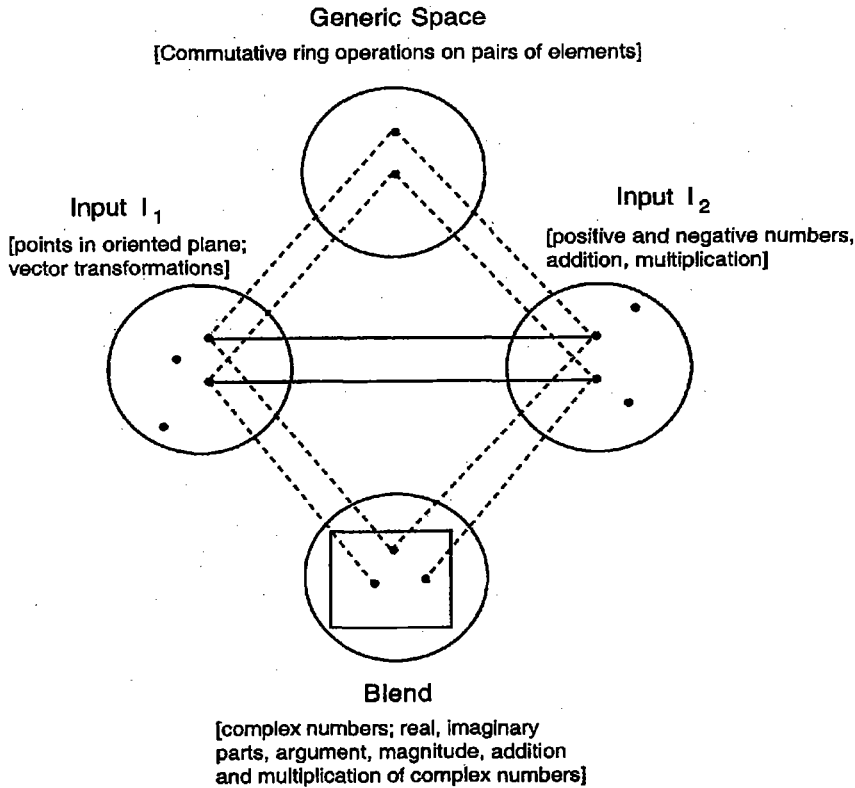 Generic Space
[Commutative ring operations on pairs of elements]
Input I₁
[points in oriented plane;
vector transformations]
Input I₂
[positive and negative numbers,
addition, multiplication]
Blend
[complex numbers; real, imaginary
parts, argument, magnitude, addition
and multiplication of complex numbers]